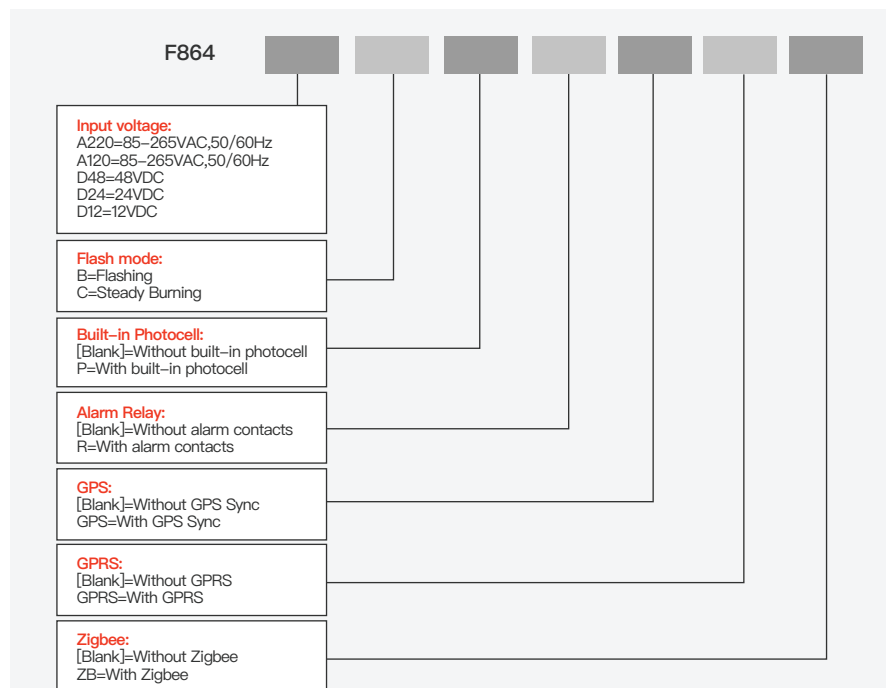 F864
Input voltage:
A220=85–265VAC,50/60Hz
A120=85–265VAC,50/60Hz
D48=48VDC
D24=24VDC
D12=12VDC
Flash mode:
B=Flashing
C=Steady Burning
Built–in Photocell:
[Blank]=Without built–in photocell
P=With built–in photocell
Alarm Relay:
[Blank]=Without alarm contacts
R=With alarm contacts
GPS:
[Blank]=Without GPS Sync
GPS=With GPS Sync
GPRS:
[Blank]=Without GPRS
GPRS=With GPRS
Zigbee:
[Blank]=Without Zigbee
ZB=With Zigbee